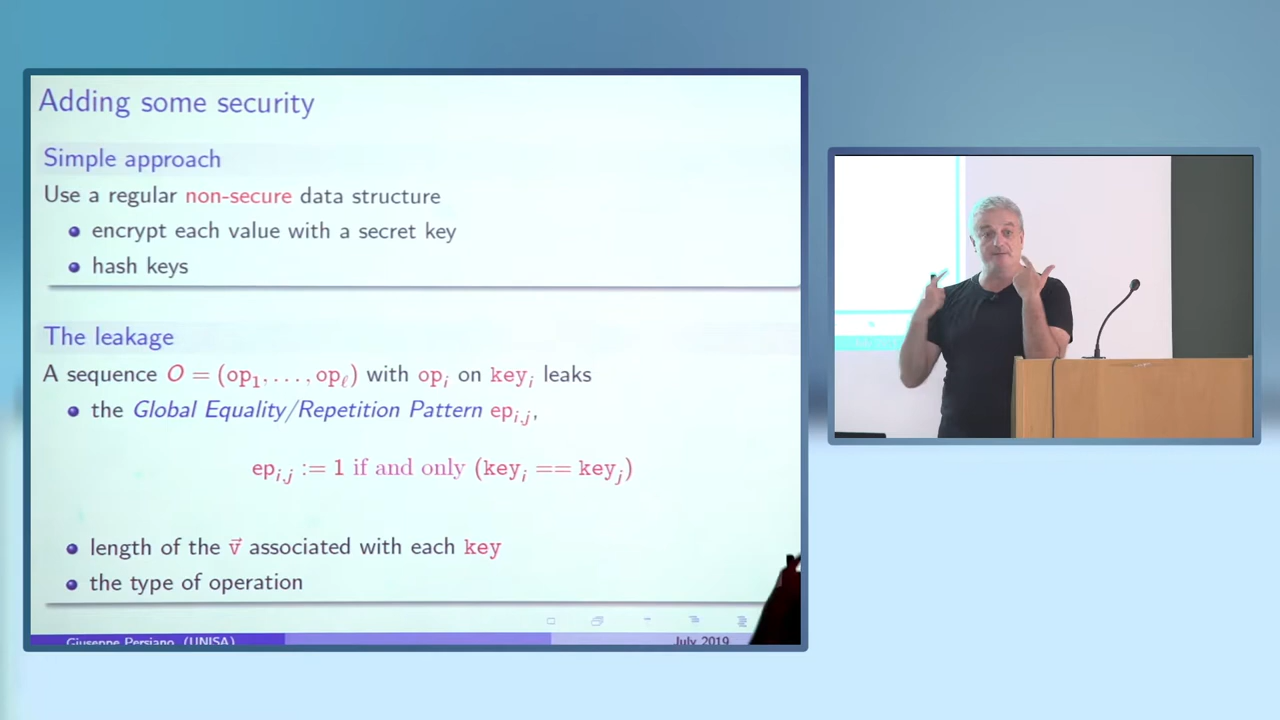 Adding some security
Simple approach
Use a regular non-secure data structure
encrypt each value with a secret key
hash keys
The leakage
A sequence O = (op₁, . . . , opℓ) with opᵢ on keyᵢ leaks
the Global Equality/Repetition Pattern epᵢ,ⱼ,
epᵢ,ⱼ := 1 if and only (keyᵢ == keyⱼ)
length of the v⃗ associated with each key
the type of operation
Giuseppe Persiano (UNISA)
July 2019